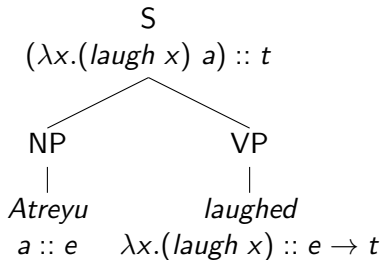 S
(λx.(laugh x) a) :: t
NP VP
Atreyu laughed
a :: e λx.(laugh x) :: e → t